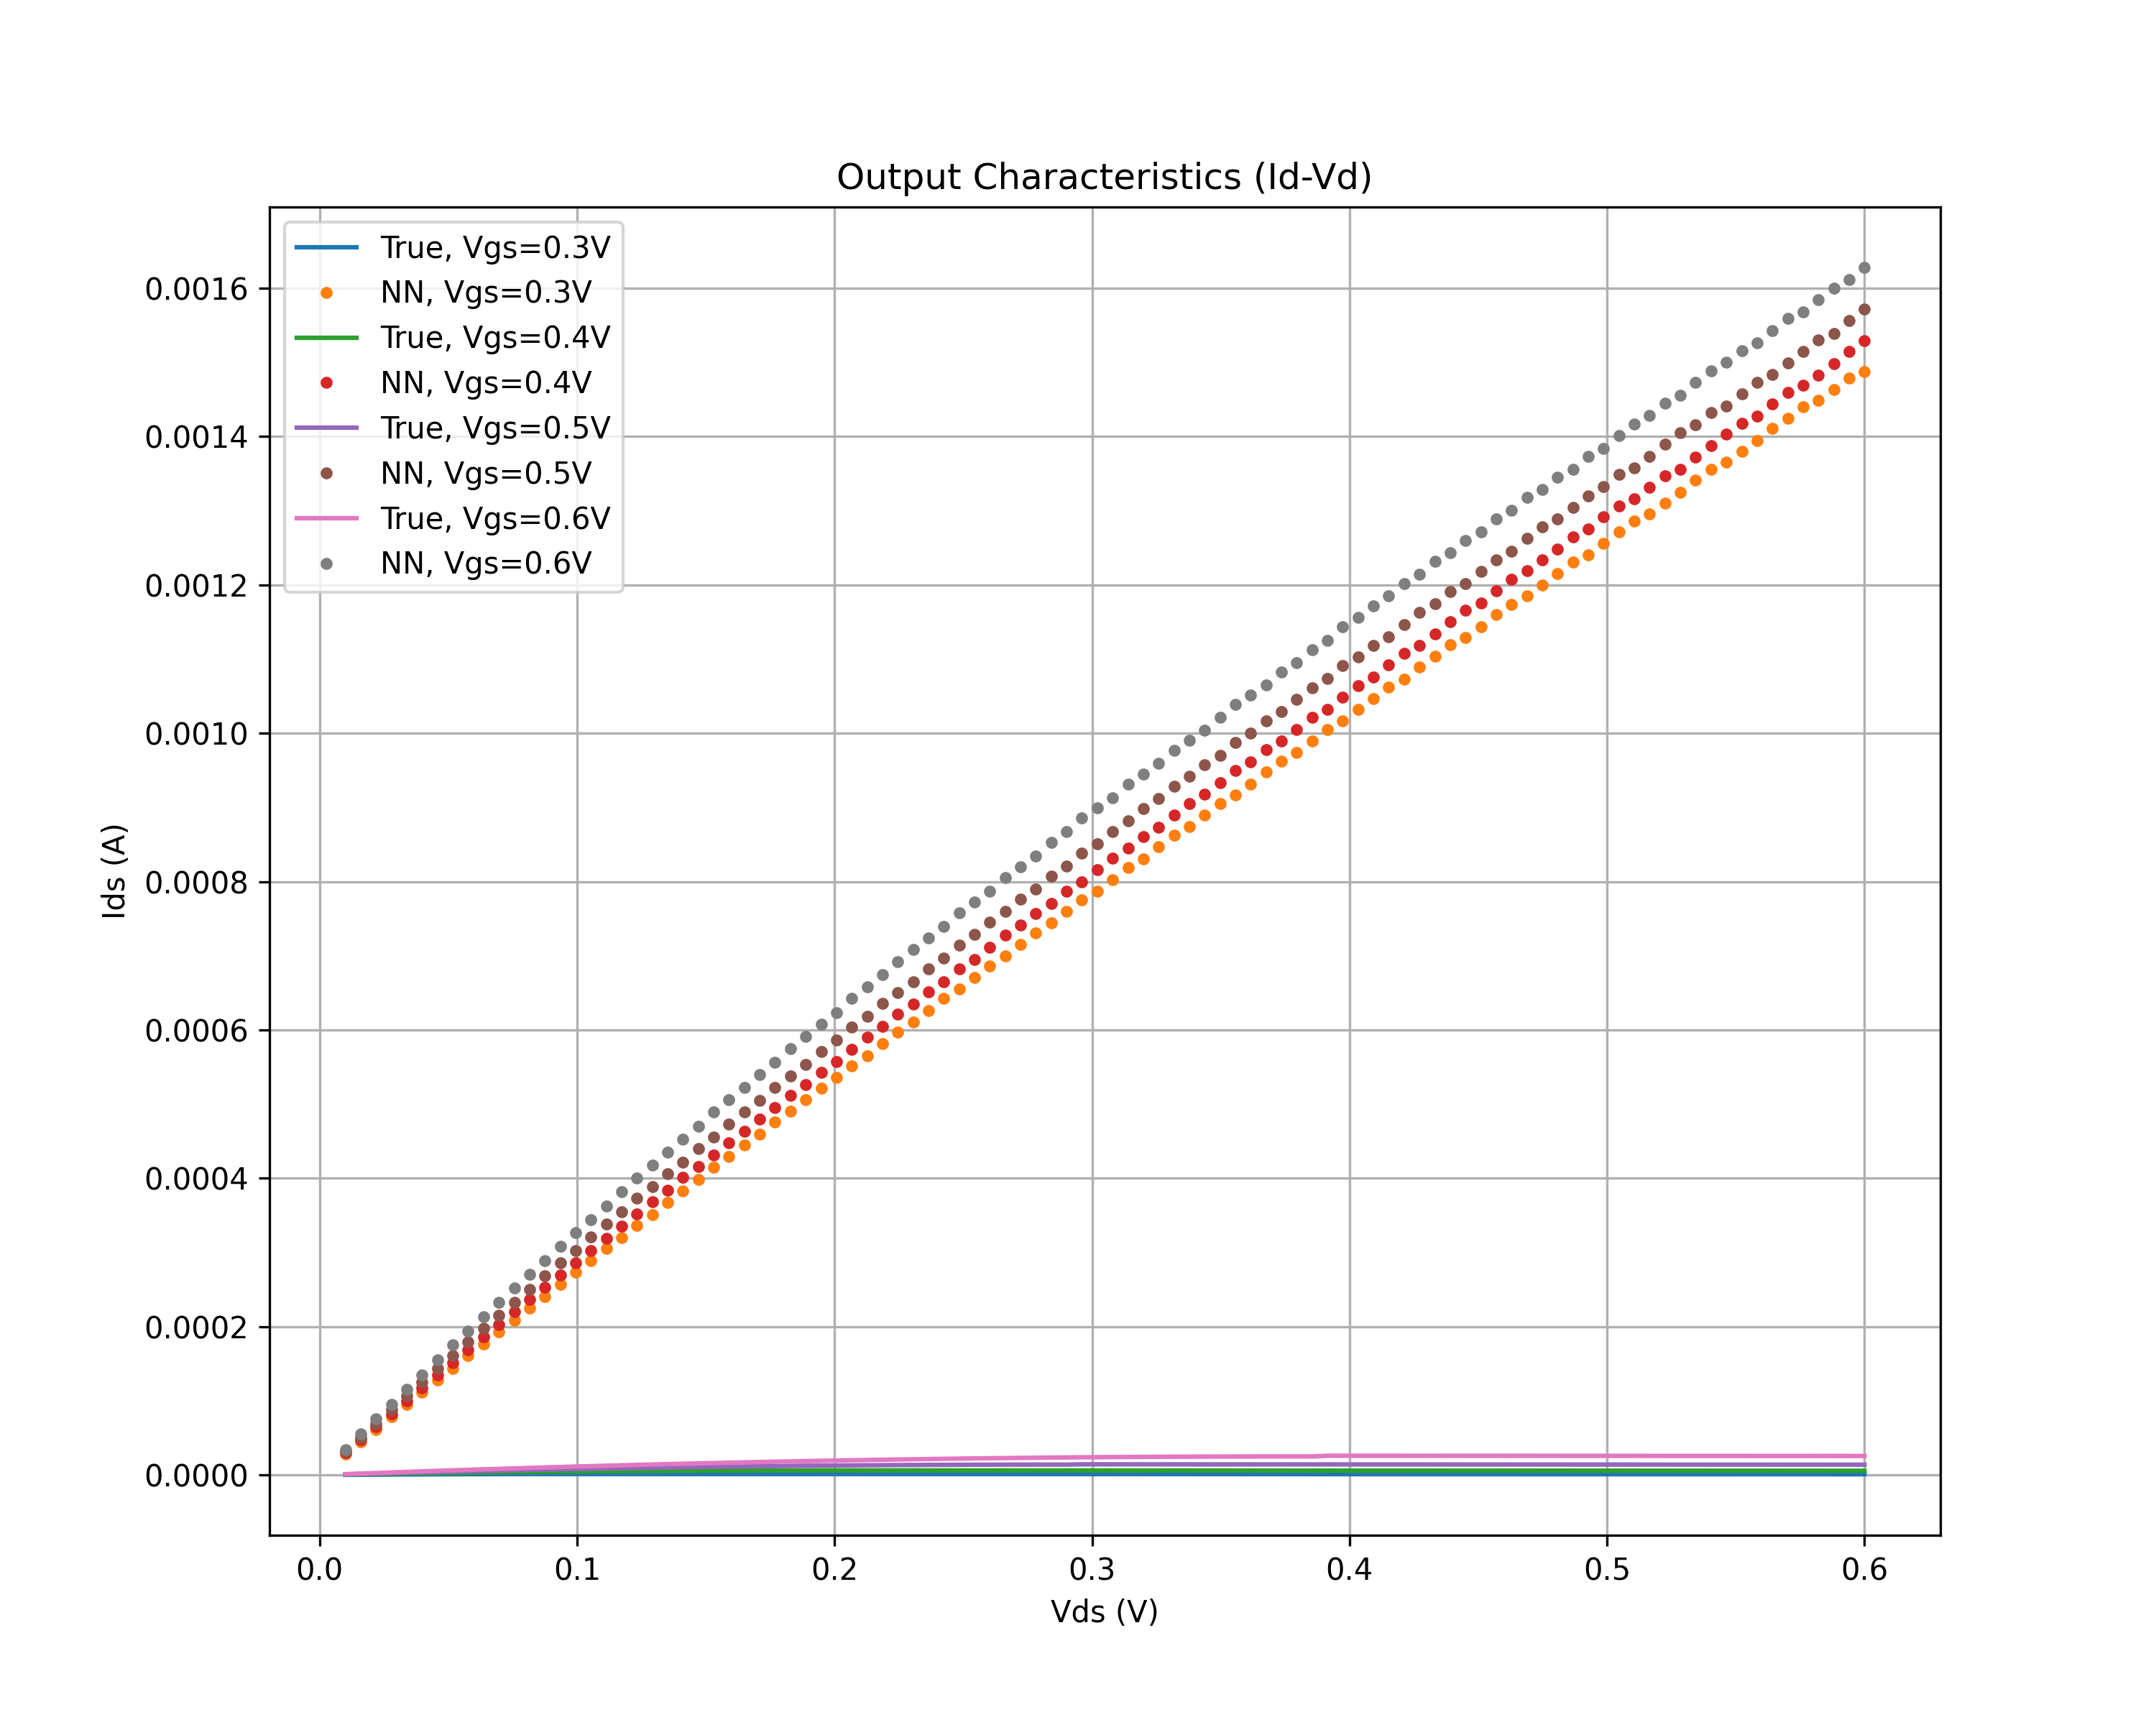 Output Characteristics (Id-Vd)
True, Vgs=0.3V
NN, Vgs=0.3V
True, Vgs=0.4V
NN, Vgs=0.4V
True, Vgs=0.5V
NN, Vgs=0.5V
True, Vgs=0.6V
NN, Vgs=0.6V
0.0016
0.0014
0.0012
0.0010
0.0008
0.0006
0.0004
0.0002
0.0000
Ids (A)
0.0 0.1 0.2 0.3 0.4 0.5 0.6
Vds (V)